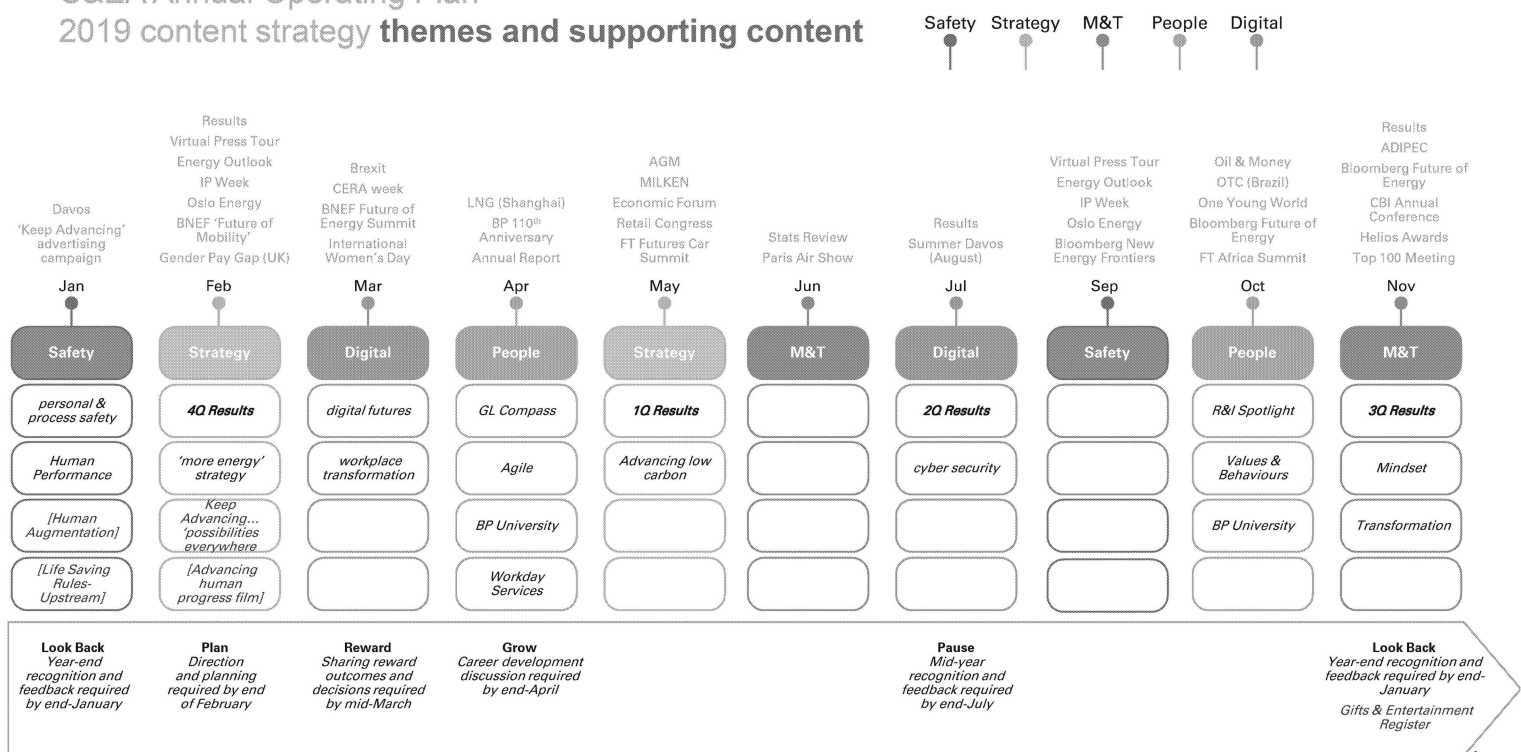 C&EA Annual Operating Plan
2019 content strategy themes and supporting content
Safety Strategy M&T People Digital
Davos
'Keep Advancing'
advertising
campaign
Jan
Safety
personal &
process safety
Human
Performance
[Human
Augmentation]
[Life Saving
Rules-
Upstream]
Results
Virtual Press Tour
Energy Outlook
IP Week
Oslo Energy
BNEF 'Future of
Mobility'
Gender Pay Gap (UK)
Feb
Strategy
4Q Results
'more energy'
strategy
Keep
Advancing...
'possibilities
everywhere
[Advancing
human
progress film]
Brexit
CERA week
BNEF Future of
Energy Summit
International
Women's Day
Mar
Digital
digital futures
workplace
transformation
LNG (Shanghai)
BP 110th
Anniversary
Annual Report
Apr
People
GL Compass
Agile
BP University
Workday
Services
AGM
MILKEN
Economic Forum
Retail Congress
FT Futures Car
Summit
May
Strategy
1Q Results
Advancing low
carbon
Stats Review
Paris Air Show
Jun
M&T
Results
Summer Davos
(August)
Jul
Digital
2Q Results
cyber security
Virtual Press Tour
Energy Outlook
IP Week
Oslo Energy
Bloomberg New
Energy Frontiers
Sep
Safety
Oil & Money
OTC (Brazil)
One Young World
Bloomberg Future of
Energy
FT Africa Summit
Oct
People
R&I Spotlight
Values &
Behaviours
BP University
Results
ADIPEC
Bloomberg Future of
Energy
CBI Annual
Conference
Helios Awards
Top 100 Meeting
Nov
M&T
3Q Results
Mindset
Transformation
Look Back
Year-end
recognition and
feedback required
by end-January
Plan
Direction
and planning
required by end
of February
Reward
Sharing reward
outcomes and
decisions required
by mid-March
Grow
Career development
discussion required
by end-April
Pause
Mid-year
recognition and
feedback required
by end-July
Look Back
Year-end recognition and
feedback required by end-
January
Gifts & Entertainment
Register